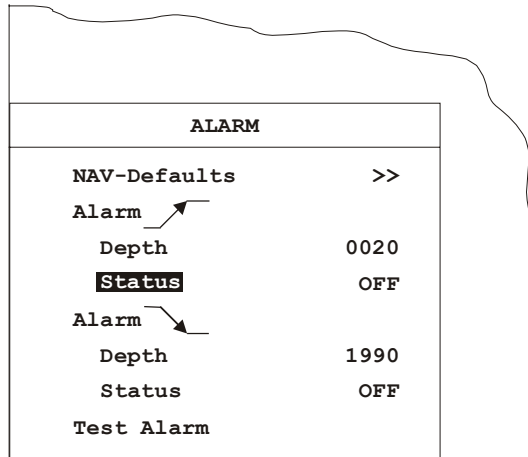 ALARM
NAV-Defaults >>
Alarm
Depth 0020
Status OFF
Alarm
Depth 1990
Status OFF
Test Alarm